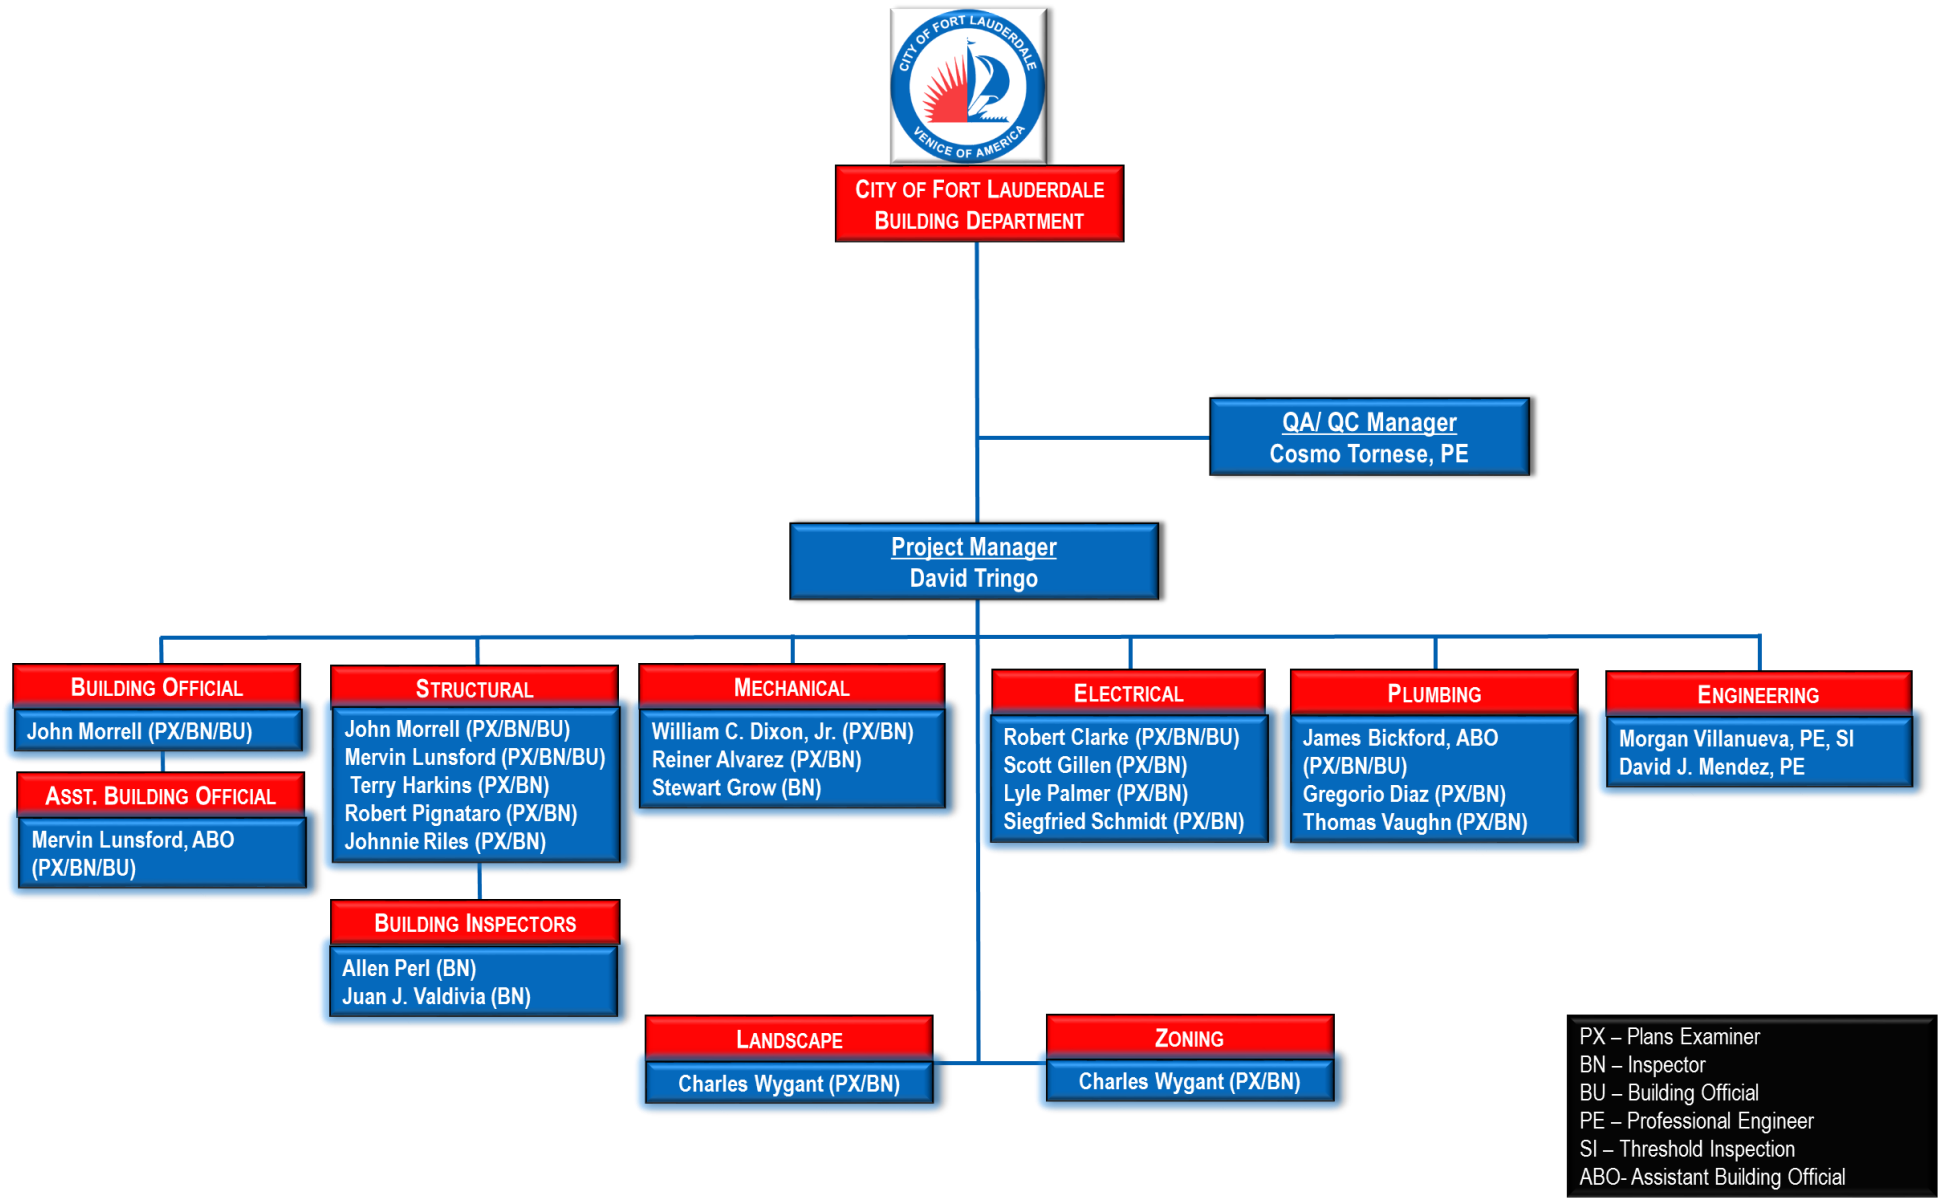 CITY OF FORT LAUDERDALE
VENICE OF AMERICA
CITY OF FORT LAUDERDALE
BUILDING DEPARTMENT
QA/ QC Manager
Cosmo Tornese, PE
Project Manager
David Tringo
BUILDING OFFICIAL
John Morrell (PX/BN/BU)
ASST. BUILDING OFFICIAL
Mervin Lunsford, ABO
(PX/BN/BU)
STRUCTURAL
John Morrell (PX/BN/BU)
Mervin Lunsford (PX/BN/BU)
Terry Harkins (PX/BN)
Robert Pignataro (PX/BN)
Johnnie Riles (PX/BN)
BUILDING INSPECTORS
Allen Perl (BN)
Juan J. Valdivia (BN)
MECHANICAL
William C. Dixon, Jr. (PX/BN)
Reiner Alvarez (PX/BN)
Stewart Grow (BN)
ELECTRICAL
Robert Clarke (PX/BN/BU)
Scott Gillen (PX/BN)
Lyle Palmer (PX/BN)
Siegfried Schmidt (PX/BN)
PLUMBING
James Bickford, ABO
(PX/BN/BU)
Gregorio Diaz (PX/BN)
Thomas Vaughn (PX/BN)
ENGINEERING
Morgan Villanueva, PE, SI
David J. Mendez, PE
LANDSCAPE
Charles Wygant (PX/BN)
ZONING
Charles Wygant (PX/BN)
PX – Plans Examiner
BN – Inspector
BU – Building Official
PE – Professional Engineer
SI – Threshold Inspection
ABO- Assistant Building Official